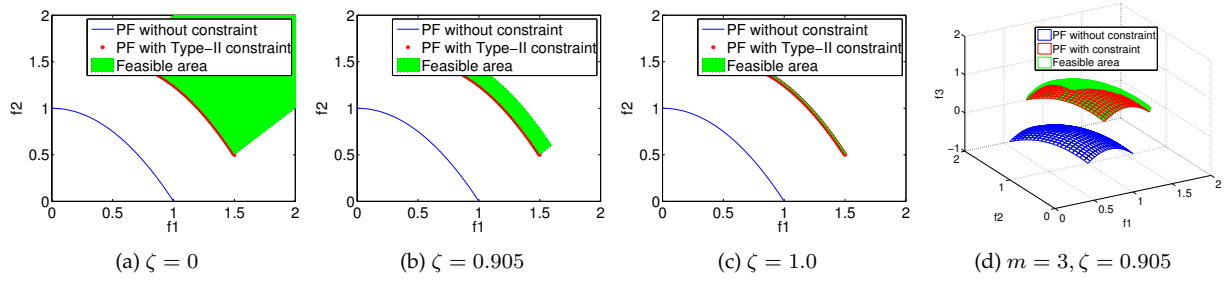 2
1.5
1
0.5
0
f2
PF without constraint
PF with Type-II constraint
Feasible area
0 0.5 1 1.5 2
f1
(a) ζ = 0
2
1.5
1
0.5
0
f2
PF without constraint
PF with Type-II constraint
Feasible area
0 0.5 1 1.5 2
f1
(b) ζ = 0.905
2
1.5
1
0.5
0
f2
PF without constraint
PF with Type-II constraint
Feasible area
0 0.5 1 1.5 2
f1
(c) ζ = 1.0
2
1
0
−1
f3
PF without constraint
PF with constraint
Feasible area
2
1
0
f2
0
0.5
1
1.5
2
f1
(d) m = 3, ζ = 0.905